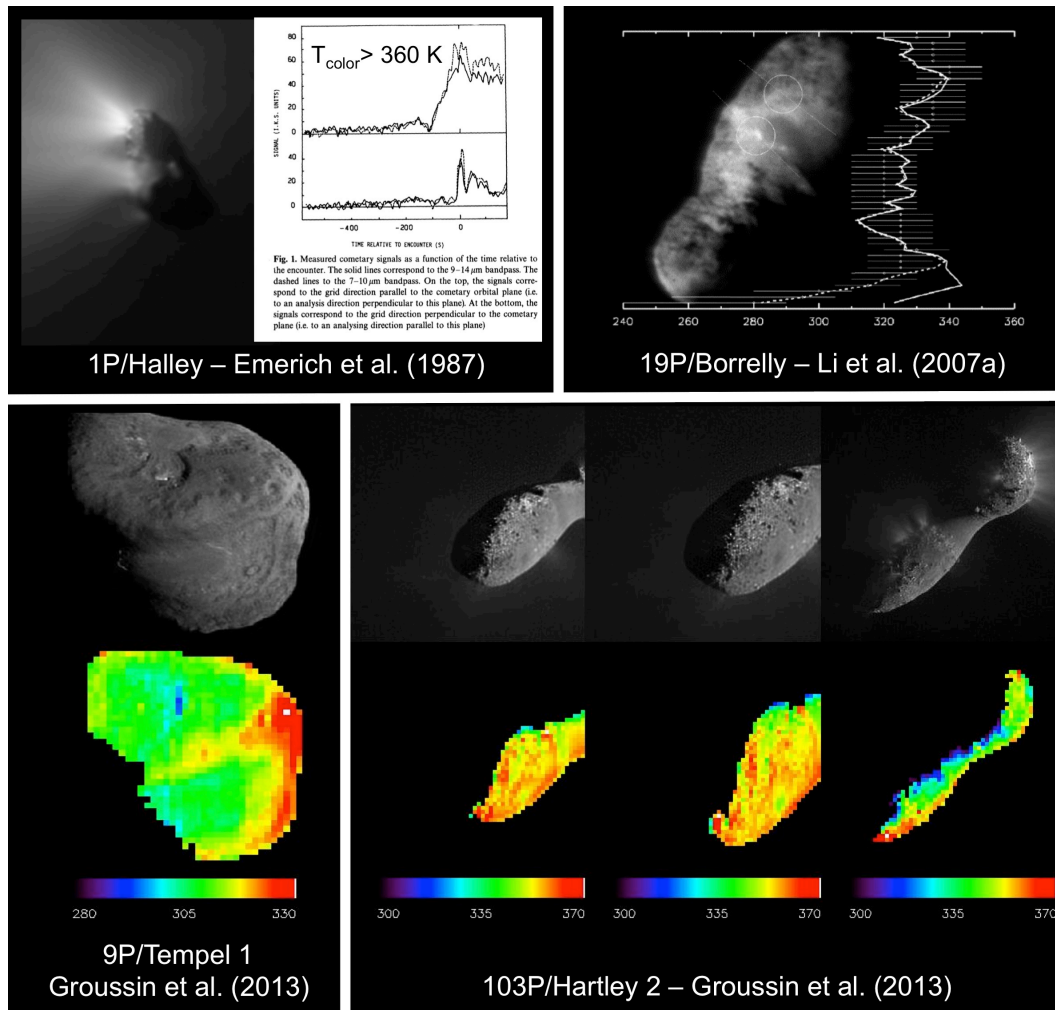 T_color> 360 K
80
60
40
20
0
40
20
0
SIGNAL (I.K.S. UNITS)
-400
-200
0
TIME RELATIVE TO ENCOUNTER (S)
Fig. 1. Measured cometary signals as a function of the time relative to
the encounter. The solid lines correspond to the 9–14 μm bandpass. The
dashed lines to the 7–10 μm bandpass. On the top, the signals corre-
spond to the grid direction parallel to the cometary orbital plane (i.e.
to an analysis direction perpendicular to this plane). At the bottom, the
signals correspond to the grid direction perpendicular to the cometary
plane (i.e. to an analysing direction parallel to this plane)
1P/Halley – Emerich et al. (1987)
240 260 280 300 320 340 360
19P/Borrelly – Li et al. (2007a)
280 305 330
9P/Tempel 1
Groussin et al. (2013)
300 335 370 300 335 370 300 335 370
103P/Hartley 2 – Groussin et al. (2013)